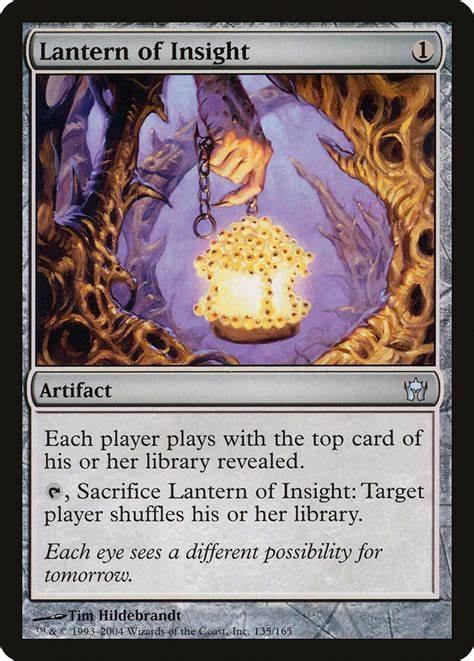 Lantern of Insight 1
Artifact
Each player plays with the top card of
his or her library revealed.
, Sacrifice Lantern of Insight: Target
player shuffles his or her library.
Each eye sees a different possibility for
tomorrow.
Tim Hildebrandt
™ & © 1993–2004 Wizards of the Coast, Inc. 135/165